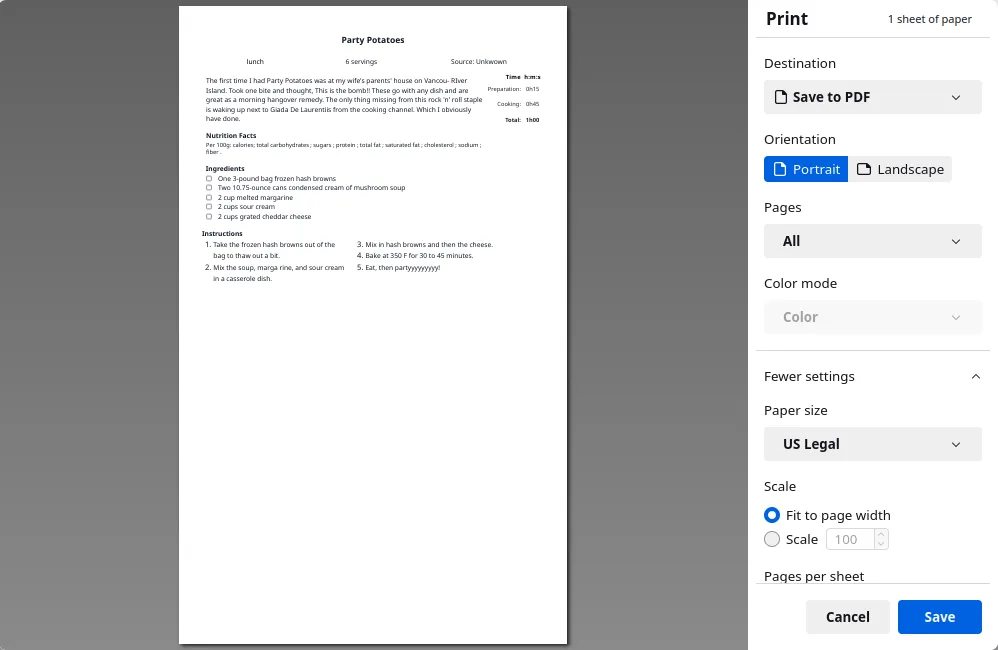 Party Potatoes
lunch 6 servings Source: Unkwown
The first time I had Party Potatoes was at my wife's parents' house on Vancou- RIver
Island. Took one bite and thought, This is the bomb!! These go with any dish and are
great as a morning hangover remedy. The only thing missing from this rock 'n' roll staple
is waking up next to Giada De Laurentiis from the cooking channel. Which I obviously
have done.
Time h:m:s
Preparation: 0h15
Cooking: 0h45
Total: 1h00
Nutrition Facts
Per 100g: calories; total carbohydrates ; sugars ; protein ; total fat ; saturated fat ; cholesterol ; sodium ;
fiber .
Ingredients
One 3-pound bag frozen hash browns
Two 10.75-ounce cans condensed cream of mushroom soup
2 cup melted margarine
2 cups sour cream
2 cups grated cheddar cheese
Instructions
1. Take the frozen hash browns out of the
bag to thaw out a bit.
2. Mix the soup, marga rine, and sour cream
in a casserole dish.
3. Mix in hash browns and then the cheese.
4. Bake at 350 F for 30 to 45 minutes.
5. Eat, then partyyyyyyyyy!
Print 1 sheet of paper
Destination
Save to PDF
Orientation
Portrait Landscape
Pages
All
Color mode
Color
Fewer settings
Paper size
US Legal
Scale
Fit to page width
Scale 100
Pages per sheet
Cancel Save